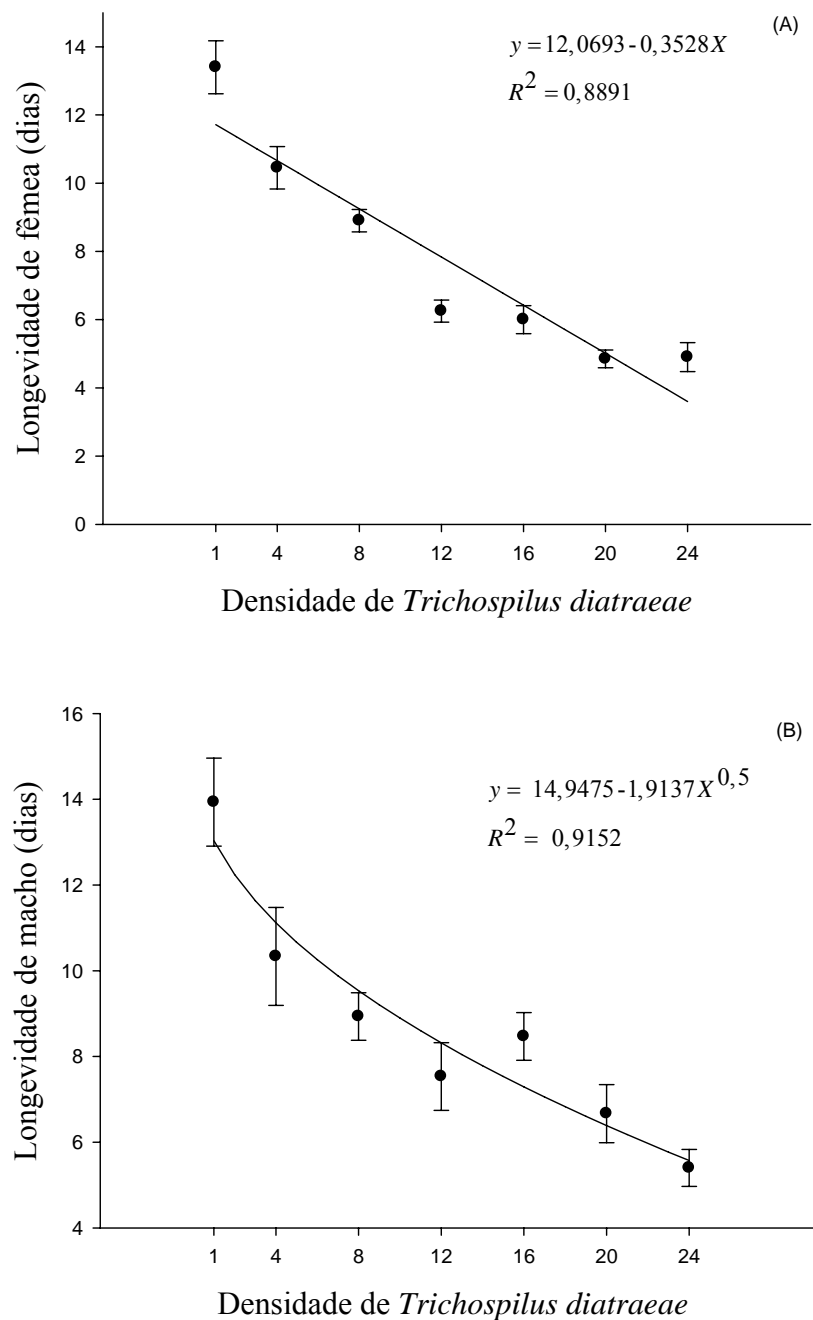 (A)
y = 12,0693 - 0,3528X
R² = 0,8891
Longevidade de fêmea (dias)
14
12
10
8
6
4
2
0
1 4 8 12 16 20 24
Densidade de Trichospilus diatraeae
(B)
y = 14,9475 - 1,9137X^0,5
R² = 0,9152
Longevidade de macho (dias)
16
14
12
10
8
6
4
1 4 8 12 16 20 24
Densidade de Trichospilus diatraeae